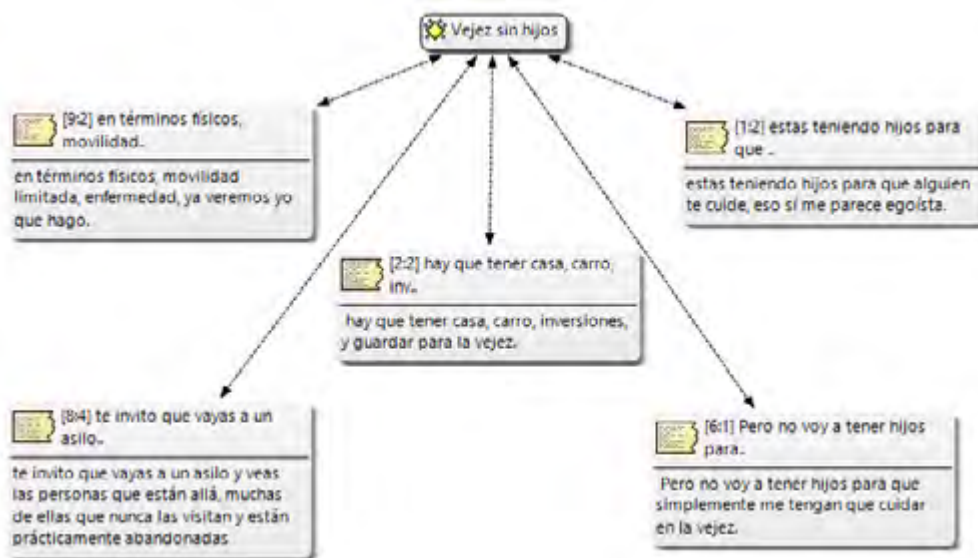 Vejez sin hijos
[9:2] en términos físicos,
movilidad..
en términos físicos, movilidad
limitada, enfermedad, ya veremos yo
que hago.
[1:2] estas teniendo hijos para
que ..
estas teniendo hijos para que alguien
te cuide, eso sí me parece egoísta.
[2:2] hay que tener casa, carro,
inv..
hay que tener casa, carro, inversiones,
y guardar para la vejez.
[8:4] te invito que vayas a un
asilo..
te invito que vayas a un asilo y veas
las personas que están allá, muchas
de ellas que nunca las visitan y están
prácticamente abandonadas
[6:1] Pero no voy a tener hijos
para..
Pero no voy a tener hijos para que
simplemente me tengan que cuidar
en la vejez.